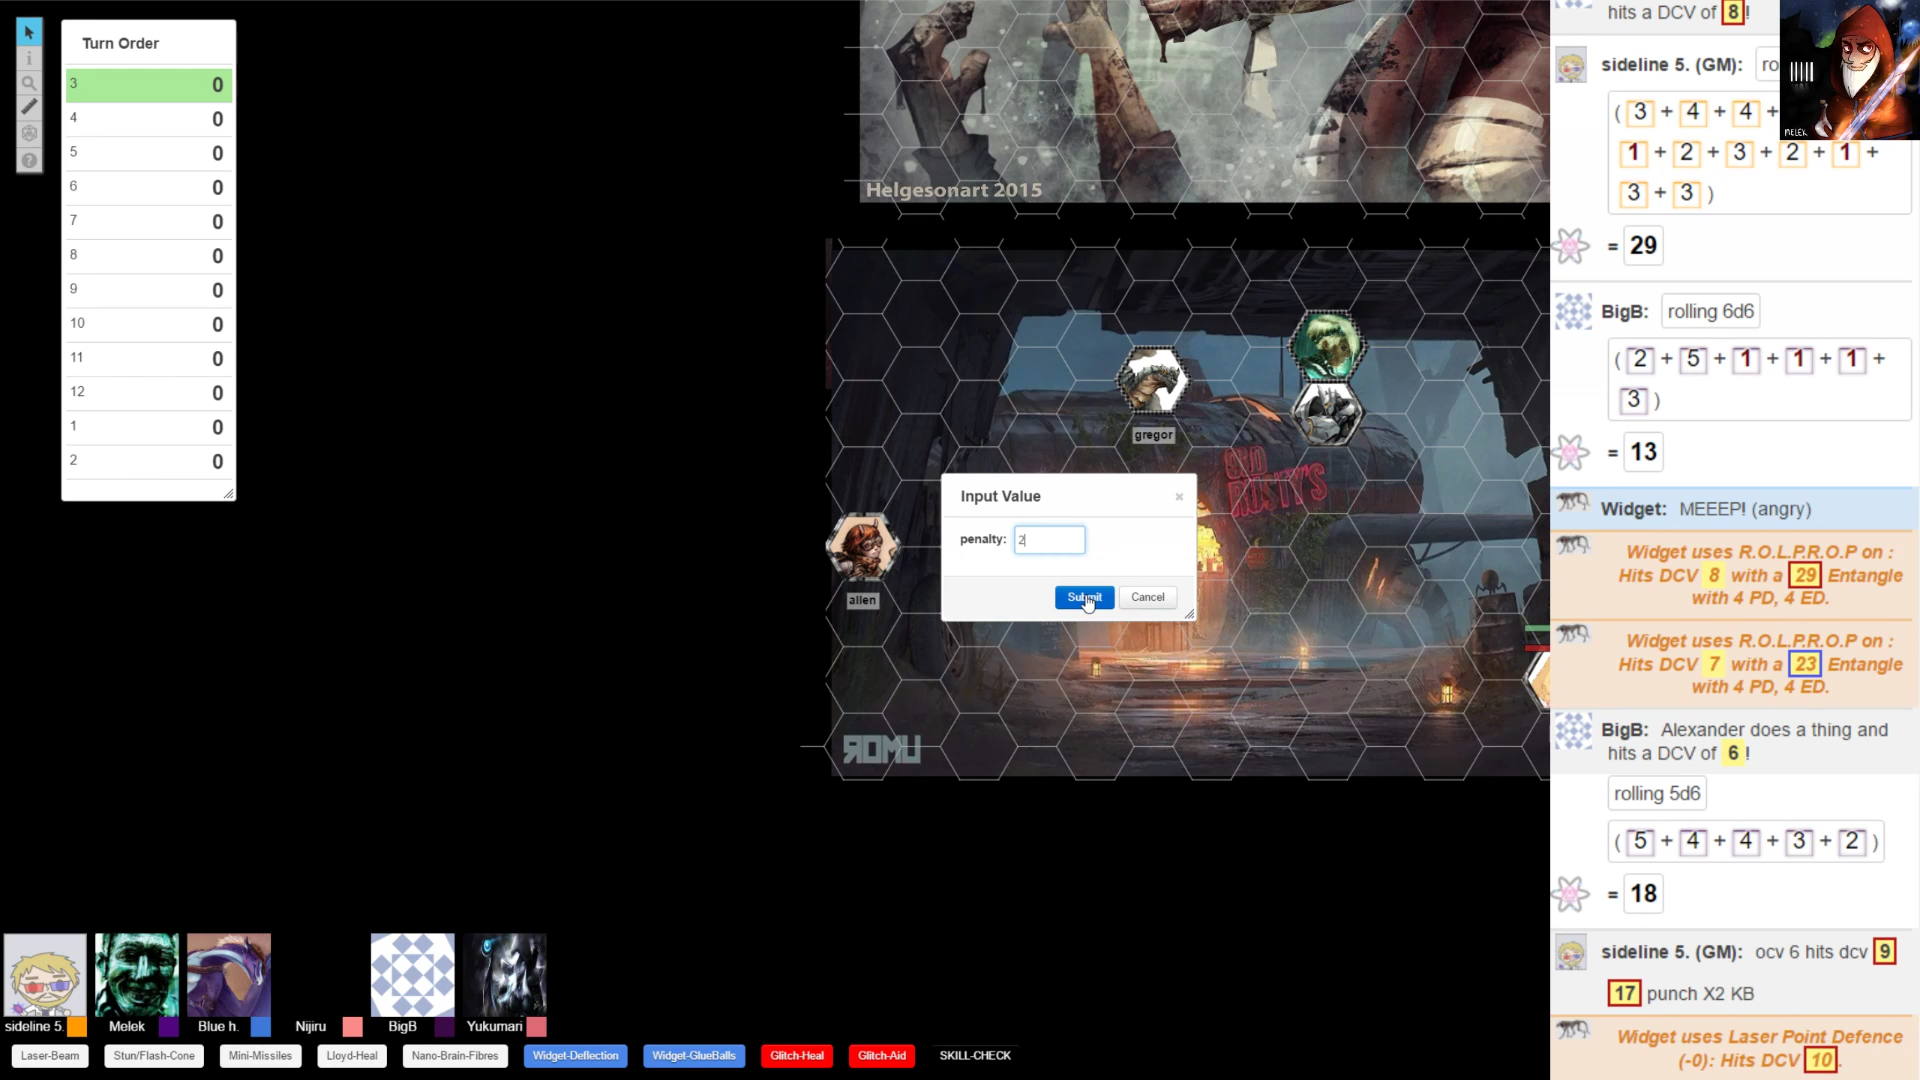 Turn Order
3 0
4 0
5 0
6 0
7 0
8 0
9 0
10 0
11 0
12 0
1 0
2 0
Helgesonart 2015
gregor
OLD
RUSTY'S
allen
ROMU
Input Value ×
penalty: 2
Submit Cancel
hits a DCV of 8!
MELEK
sideline 5. (GM): ro
( 3 + 4 + 4 +
1 + 2 + 3 + 2 + 1 +
3 + 3 )
= 29
BigB: rolling 6d6
( 2 + 5 + 1 + 1 + 1 +
3 )
= 13
Widget: MEEEP! (angry)
Widget uses R.O.L.P.R.O.P on :
Hits DCV 8 with a 29 Entangle
with 4 PD, 4 ED.
Widget uses R.O.L.P.R.O.P on :
Hits DCV 7 with a 23 Entangle
with 4 PD, 4 ED.
BigB: Alexander does a thing and
hits a DCV of 6!
rolling 5d6
( 5 + 4 + 4 + 3 + 2 )
= 18
sideline 5. (GM): ocv 6 hits dcv 9
17 punch X2 KB
Widget uses Laser Point Defence
(-0): Hits DCV 10.
sideline 5. Melek Blue h. Nijiru BigB Yukumari
Laser-Beam Stun/Flash-Cone Mini-Missiles Lloyd-Heal Nano-Brain-Fibres Widget-Deflection Widget-GlueBalls Glitch-Heal Glitch-Aid SKILL-CHECK